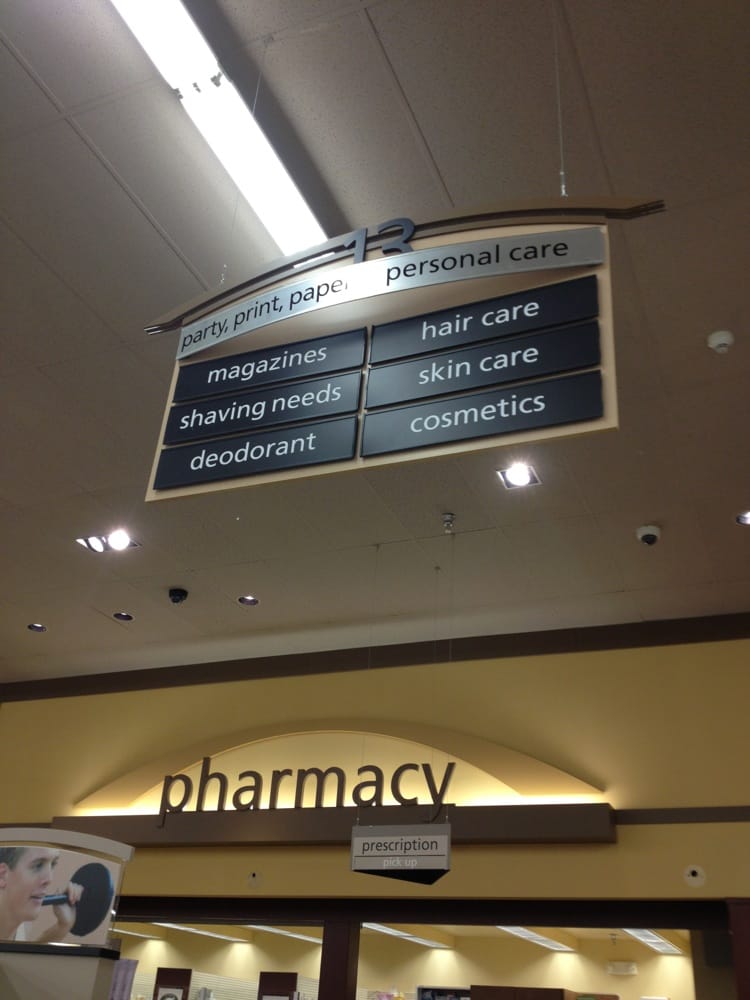 13
party, print, paper personal care
magazines
shaving needs
deodorant
hair care
skin care
cosmetics
pharmacy
prescription
pick up